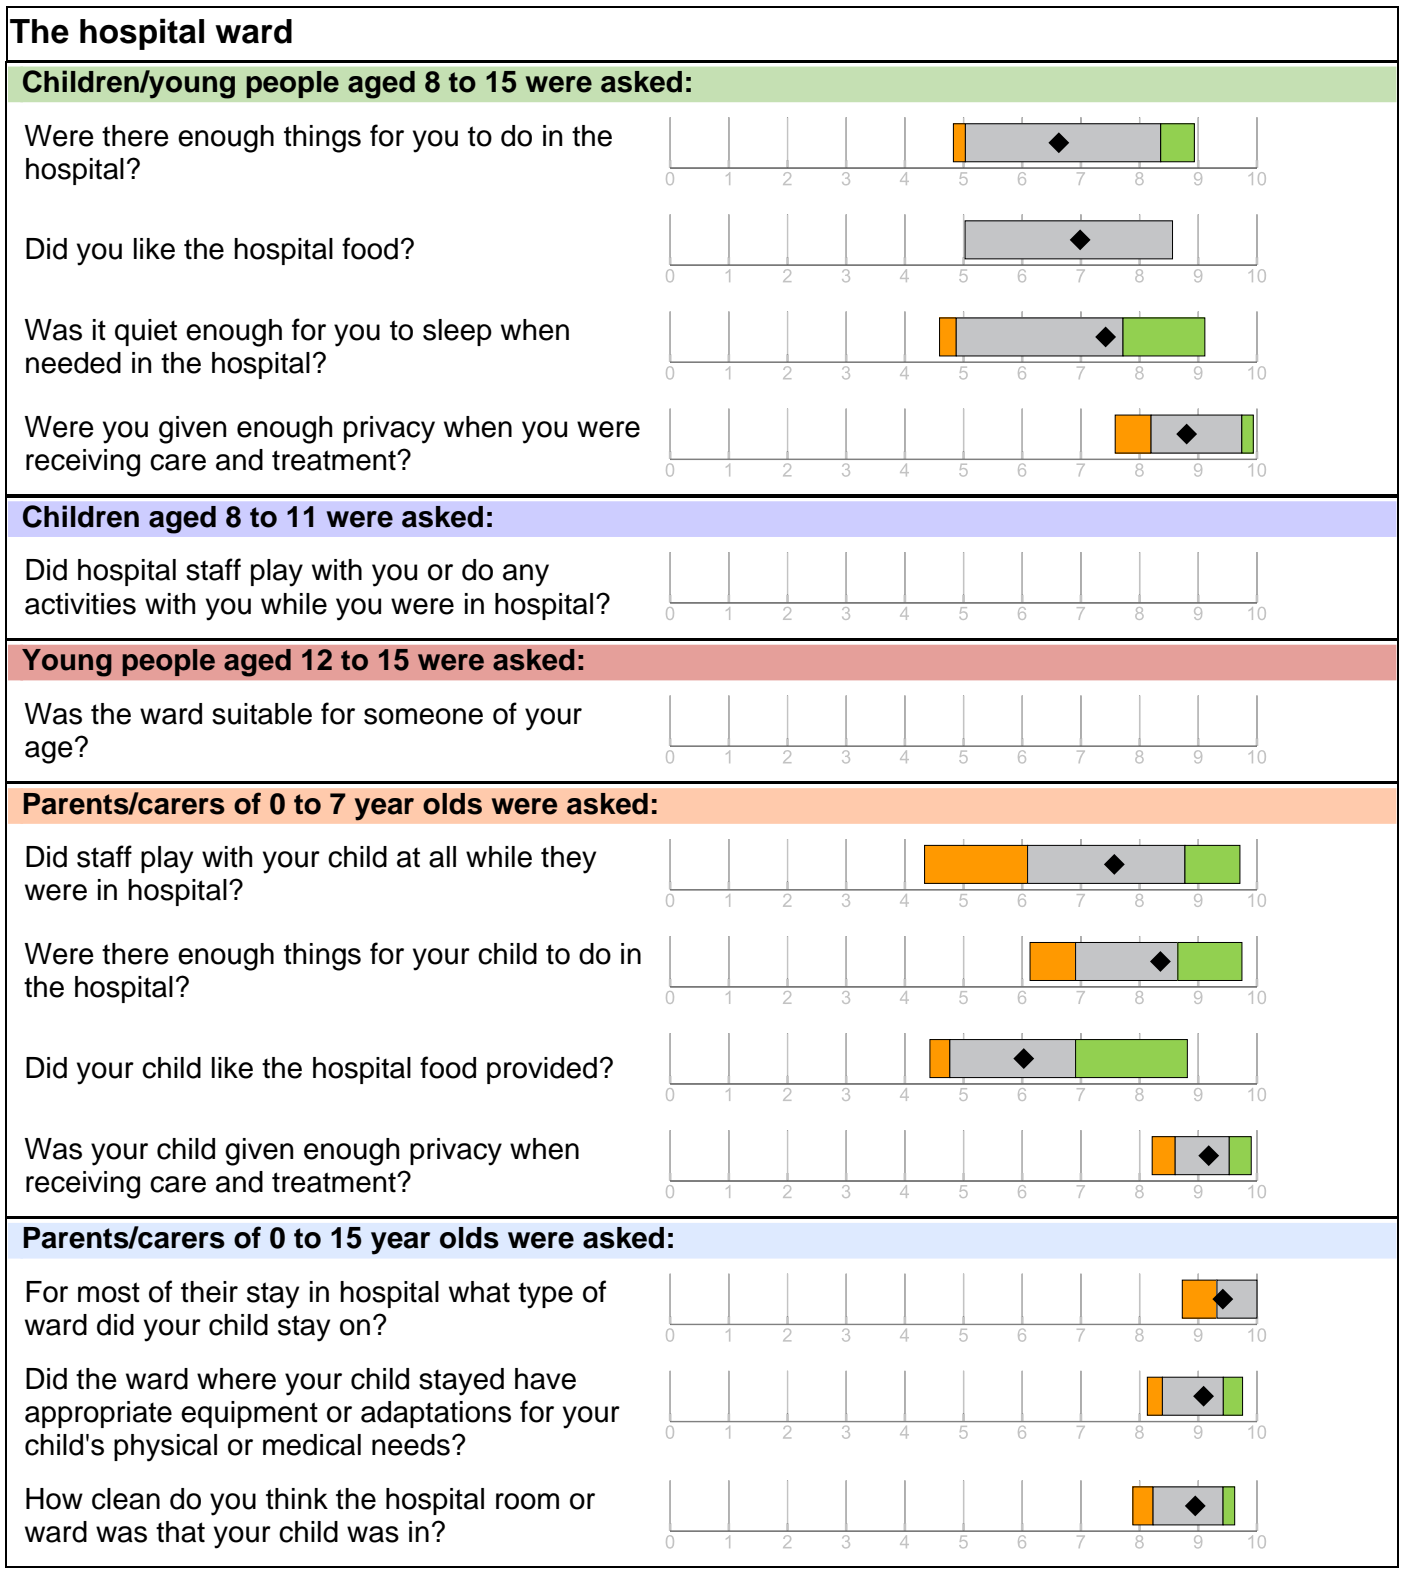 The hospital ward
Children/young people aged 8 to 15 were asked:
Were there enough things for you to do in the
hospital?
0 1 2 3 4 5 6 7 8 9 10
Did you like the hospital food?
0 1 2 3 4 5 6 7 8 9 10
Was it quiet enough for you to sleep when
needed in the hospital?
0 1 2 3 4 5 6 7 8 9 10
Were you given enough privacy when you were
receiving care and treatment?
0 1 2 3 4 5 6 7 8 9 10
Children aged 8 to 11 were asked:
Did hospital staff play with you or do any
activities with you while you were in hospital?
0 1 2 3 4 5 6 7 8 9 10
Young people aged 12 to 15 were asked:
Was the ward suitable for someone of your
age?
0 1 2 3 4 5 6 7 8 9 10
Parents/carers of 0 to 7 year olds were asked:
Did staff play with your child at all while they
were in hospital?
0 1 2 3 4 5 6 7 8 9 10
Were there enough things for your child to do in
the hospital?
0 1 2 3 4 5 6 7 8 9 10
Did your child like the hospital food provided?
0 1 2 3 4 5 6 7 8 9 10
Was your child given enough privacy when
receiving care and treatment?
0 1 2 3 4 5 6 7 8 9 10
Parents/carers of 0 to 15 year olds were asked:
For most of their stay in hospital what type of
ward did your child stay on?
0 1 2 3 4 5 6 7 8 9 10
Did the ward where your child stayed have
appropriate equipment or adaptations for your
child's physical or medical needs?
0 1 2 3 4 5 6 7 8 9 10
How clean do you think the hospital room or
ward was that your child was in?
0 1 2 3 4 5 6 7 8 9 10